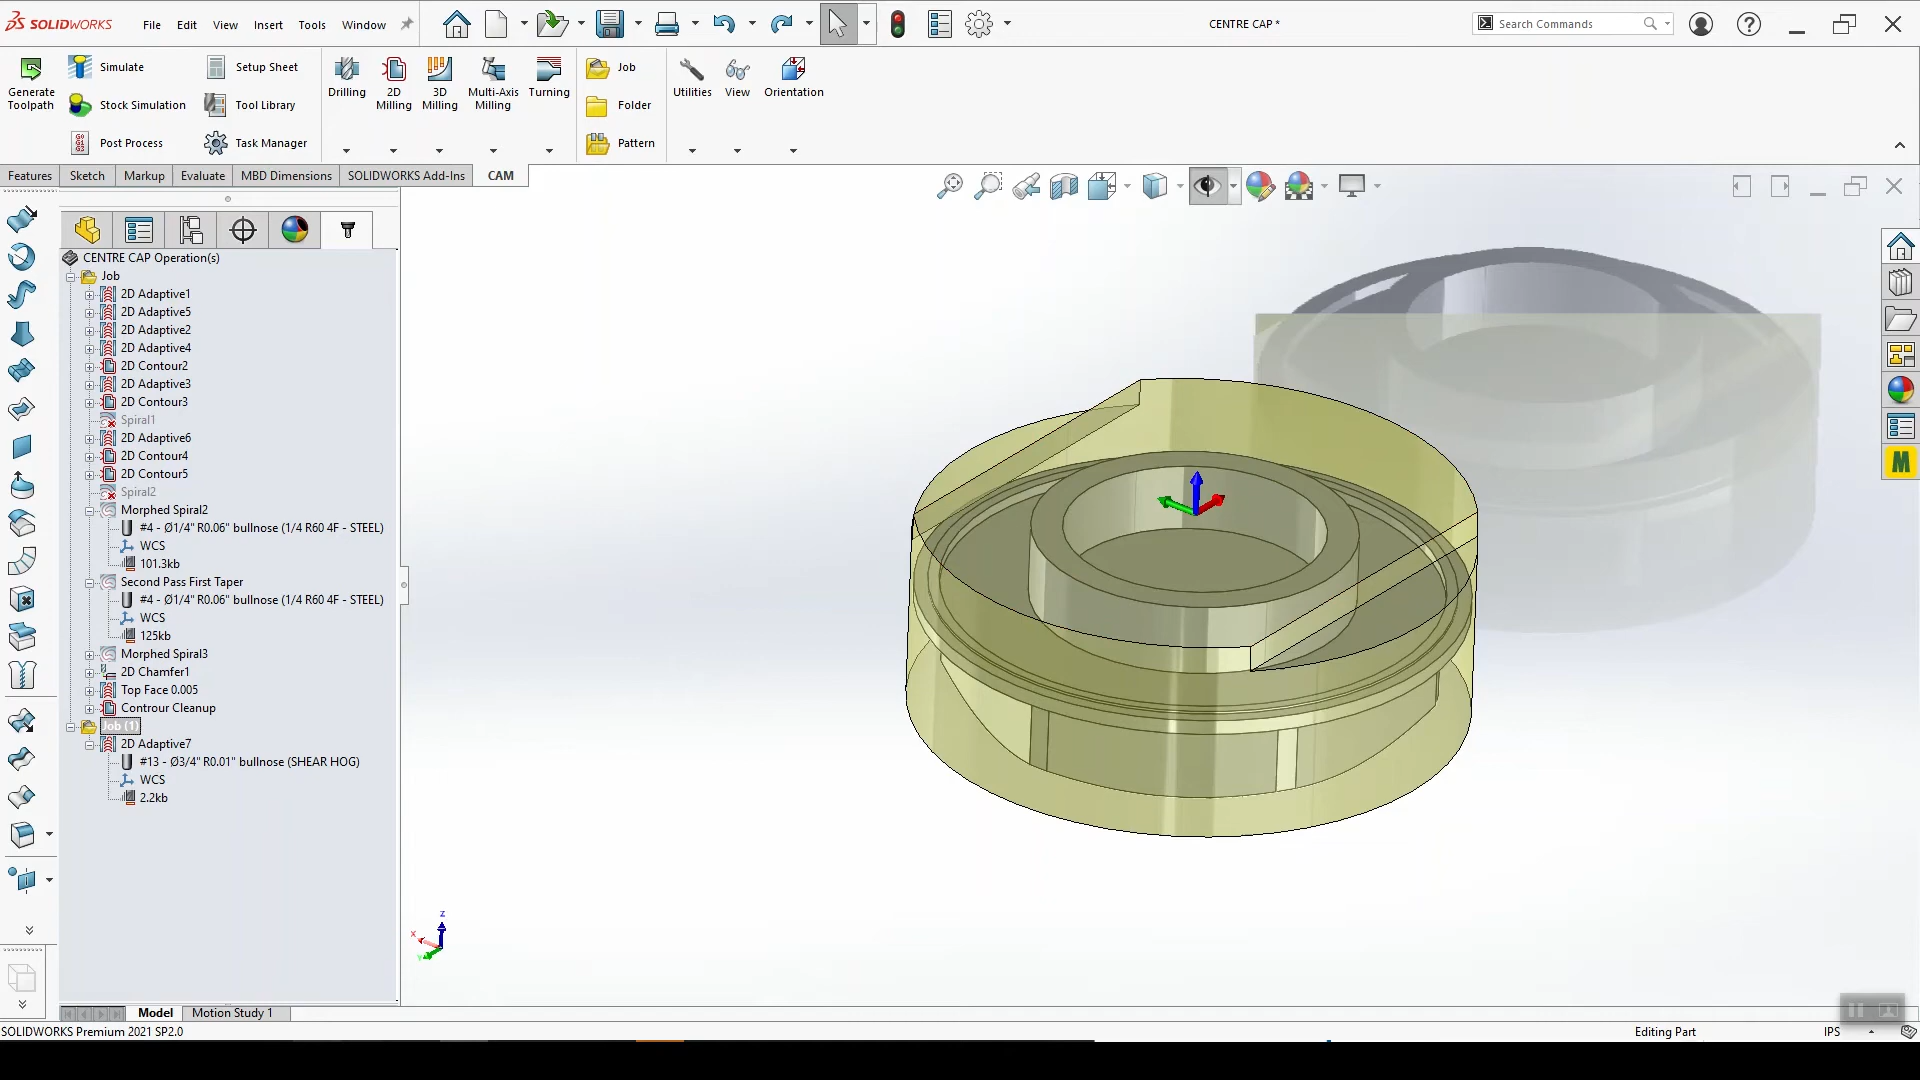 SOLIDWORKS
File Edit View Insert Tools Window
CENTRE CAP *
Search Commands
Generate Toolpath
Simulate
Stock Simulation
Post Process
Setup Sheet
Tool Library
Task Manager
Drilling
2D Milling
3D Milling
Multi-Axis Milling
Turning
Job
Folder
Pattern
Utilities
View
Orientation
Features Sketch Markup Evaluate MBD Dimensions SOLIDWORKS Add-Ins CAM
CENTRE CAP Operation(s)
Job
2D Adaptive1
2D Adaptive5
2D Adaptive2
2D Adaptive4
2D Contour2
2D Adaptive3
2D Contour3
Spiral1
2D Adaptive6
2D Contour4
2D Contour5
Spiral2
Morphed Spiral2
#4 - Ø1/4" R0.06" bullnose (1/4 R60 4F - STEEL)
WCS
101.3kb
Second Pass First Taper
#4 - Ø1/4" R0.06" bullnose (1/4 R60 4F - STEEL)
WCS
125kb
Morphed Spiral3
2D Chamfer1
Top Face 0.005
Controur Cleanup
Job (1)
2D Adaptive7
#13 - Ø3/4" R0.01" bullnose (SHEAR HOG)
WCS
2.2kb
M
Z
X
Y
Model Motion Study 1
SOLIDWORKS Premium 2021 SP2.0
Editing Part
IPS